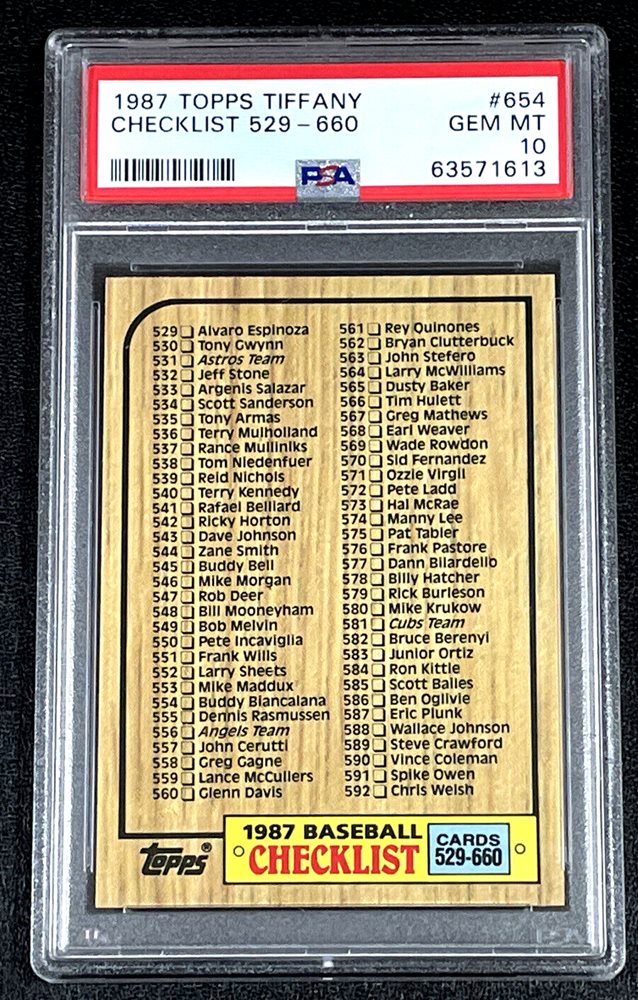 1987 TOPPS TIFFANY #654
CHECKLIST 529-660 GEM MT
10
PSA 63571613
529 Alvaro Espinoza
530 Tony Gwynn
531 Astros Team
532 Jeff Stone
533 Argenis Salazar
534 Scott Sanderson
535 Tony Armas
536 Terry Mulholland
537 Rance Mulliniks
538 Tom Niedenfuer
539 Reid Nichols
540 Terry Kennedy
541 Rafael Belliard
542 Ricky Horton
543 Dave Johnson
544 Zane Smith
545 Buddy Bell
546 Mike Morgan
547 Rob Deer
548 Bill Mooneyham
549 Bob Melvin
550 Pete Incaviglia
551 Frank Wills
552 Larry Sheets
553 Mike Maddux
554 Buddy Biancalana
555 Dennis Rasmussen
556 Angels Team
557 John Cerutti
558 Greg Gagne
559 Lance McCullers
560 Glenn Davis
561 Rey Quinones
562 Bryan Clutterbuck
563 John Stefero
564 Larry McWilliams
565 Dusty Baker
566 Tim Hulett
567 Greg Mathews
568 Earl Weaver
569 Wade Rowdon
570 Sid Fernandez
571 Ozzie Virgil
572 Pete Ladd
573 Hal McRae
574 Manny Lee
575 Pat Tabler
576 Frank Pastore
577 Dann Bilardello
578 Billy Hatcher
579 Rick Burleson
580 Mike Krukow
581 Cubs Team
582 Bruce Berenyi
583 Junior Ortiz
584 Ron Kittle
585 Scott Bailes
586 Ben Oglivie
587 Eric Plunk
588 Wallace Johnson
589 Steve Crawford
590 Vince Coleman
591 Spike Owen
592 Chris Welsh
topps®
1987 BASEBALL
CHECKLIST
CARDS
529-660